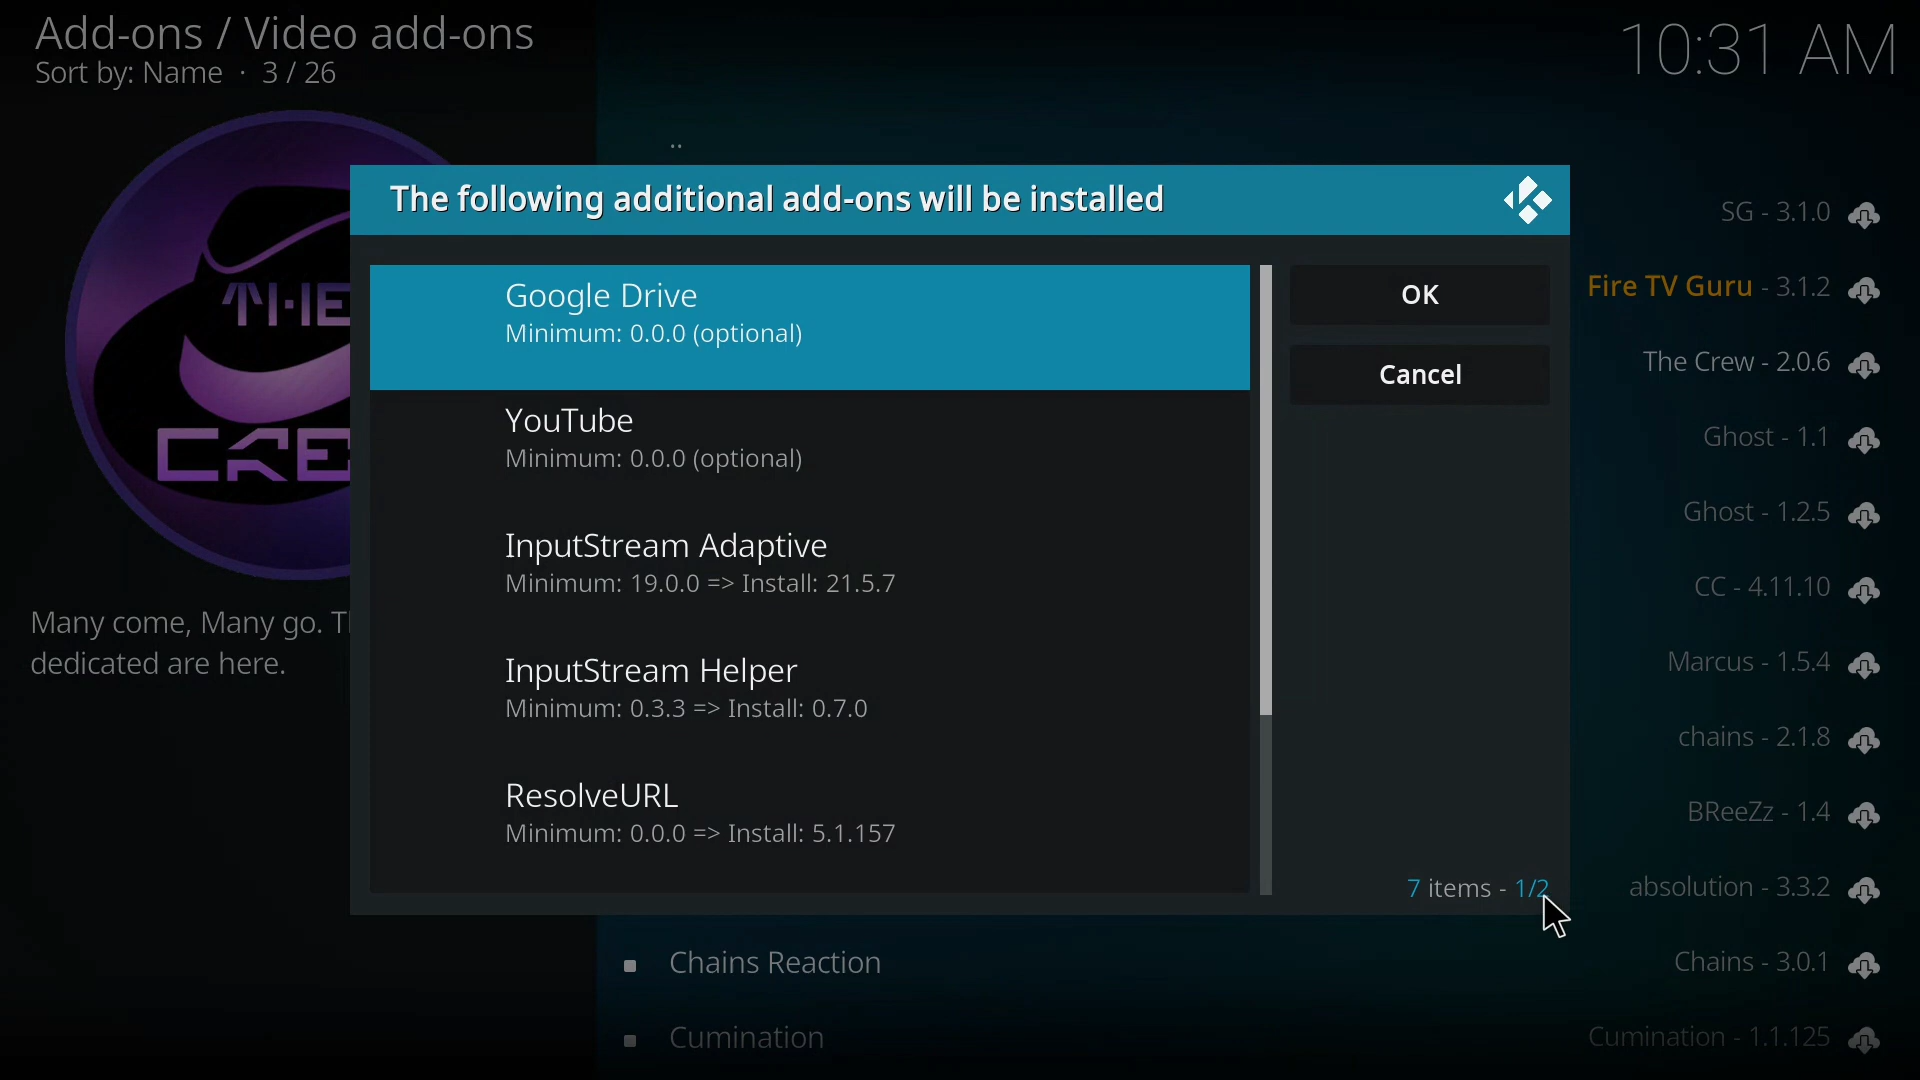 Add-ons / Video add-ons
Sort by: Name · 3 / 26
10:31 AM
..
THE
CRE
Many come, Many go. T
dedicated are here.
The following additional add-ons will be installed
Google Drive
Minimum: 0.0.0 (optional)
YouTube
Minimum: 0.0.0 (optional)
InputStream Adaptive
Minimum: 19.0.0 => Install: 21.5.7
InputStream Helper
Minimum: 0.3.3 => Install: 0.7.0
ResolveURL
Minimum: 0.0.0 => Install: 5.1.157
OK
Cancel
7 items - 1/2
SG - 3.1.0
Fire TV Guru - 3.1.2
The Crew - 2.0.6
Ghost - 1.1
Ghost - 1.2.5
CC - 4.11.10
Marcus - 1.5.4
chains - 2.1.8
BReeZz - 1.4
absolution - 3.3.2
Chains Reaction
Chains - 3.0.1
Cumination
Cumination - 1.1.125